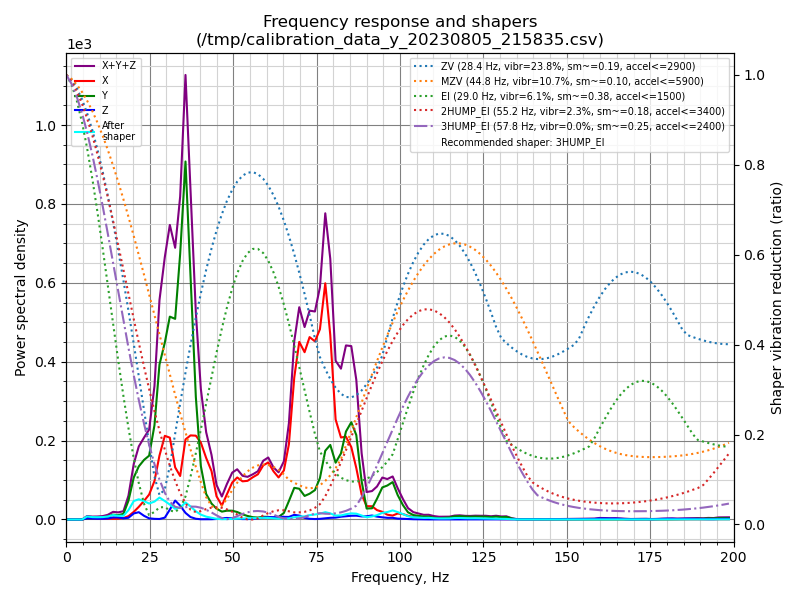 Frequency response and shapers
(/tmp/calibration_data_y_20230805_215835.csv)
1e3
X+Y+Z
X
Y
Z
After
shaper
ZV (28.4 Hz, vibr=23.8%, sm~=0.19, accel<=2900)
MZV (44.8 Hz, vibr=10.7%, sm~=0.10, accel<=5900)
EI (29.0 Hz, vibr=6.1%, sm~=0.38, accel<=1500)
2HUMP_EI (55.2 Hz, vibr=2.3%, sm~=0.18, accel<=3400)
3HUMP_EI (57.8 Hz, vibr=0.0%, sm~=0.25, accel<=2400)
Recommended shaper: 3HUMP_EI
Power spectral density
1.0
0.8
0.6
0.4
0.2
0.0
1.0
0.8
0.6
0.4
0.2
0.0
Shaper vibration reduction (ratio)
0 25 50 75 100 125 150 175 200
Frequency, Hz